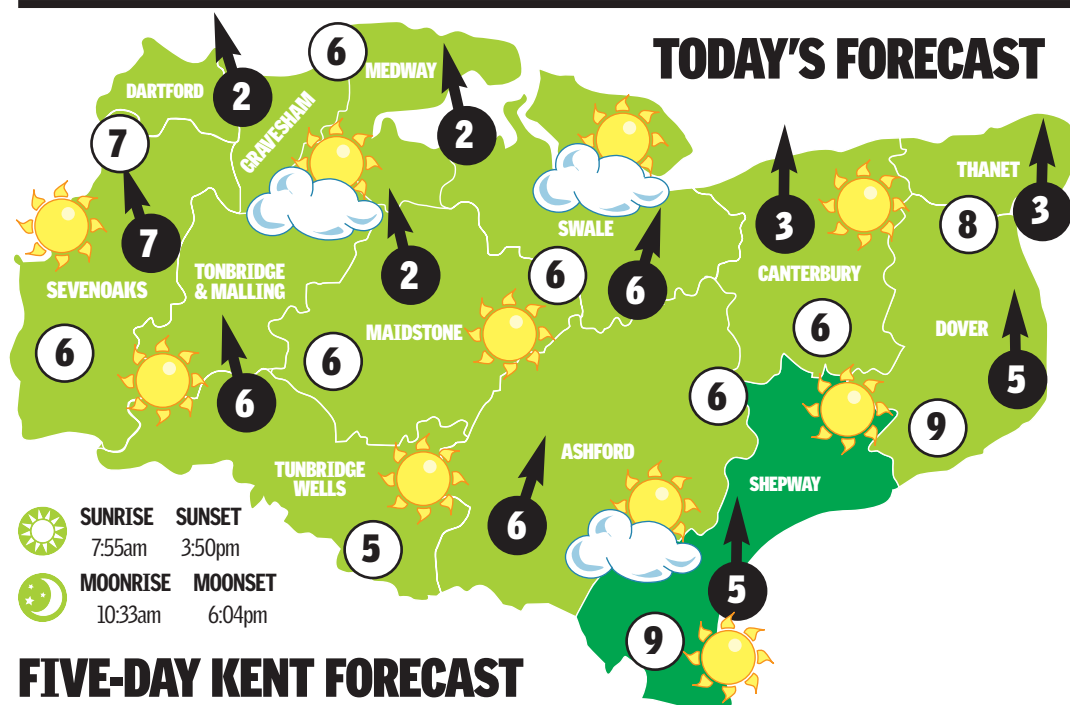 TODAY'S FORECAST
6
MEDWAY
DARTFORD
2
GRAVESHAM
2
7
THANET
3
3
8
7
SWALE
SEVENOAKS
TONBRIDGE
& MALLING
2
6
6
CANTERBURY
MAIDSTONE
6
DOVER
6
6
5
6
6
9
ASHFORD
TUNBRIDGE
WELLS
SHEPWAY
6
5
5
9
SUNRISE SUNSET
7:55am 3:50pm
MOONRISE MOONSET
10:33am 6:04pm
FIVE-DAY KENT FORECAST